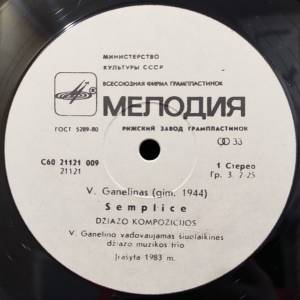 МИНИСТЕРСТВО
КУЛЬТУРЫ СССР
ВСЕСОЮЗНАЯ ФИРМА ГРАМПЛАСТИНОК
МЕЛОДИЯ
ГОСТ 5289-80
РИЖСКИЙ ЗАВОД ГРАМПЛАСТИНОК
33
C60 21121 009
21121
1 Стерео
Гр. 3. 2-25
V. Ganelinas (gim. 1944)
Semplice
DŽIAZO KOMPOZICIJOS
V. Ganelino vadovaujamas šiuolaikinės
džiazo muzikos trio
Įrašyta 1983 m.